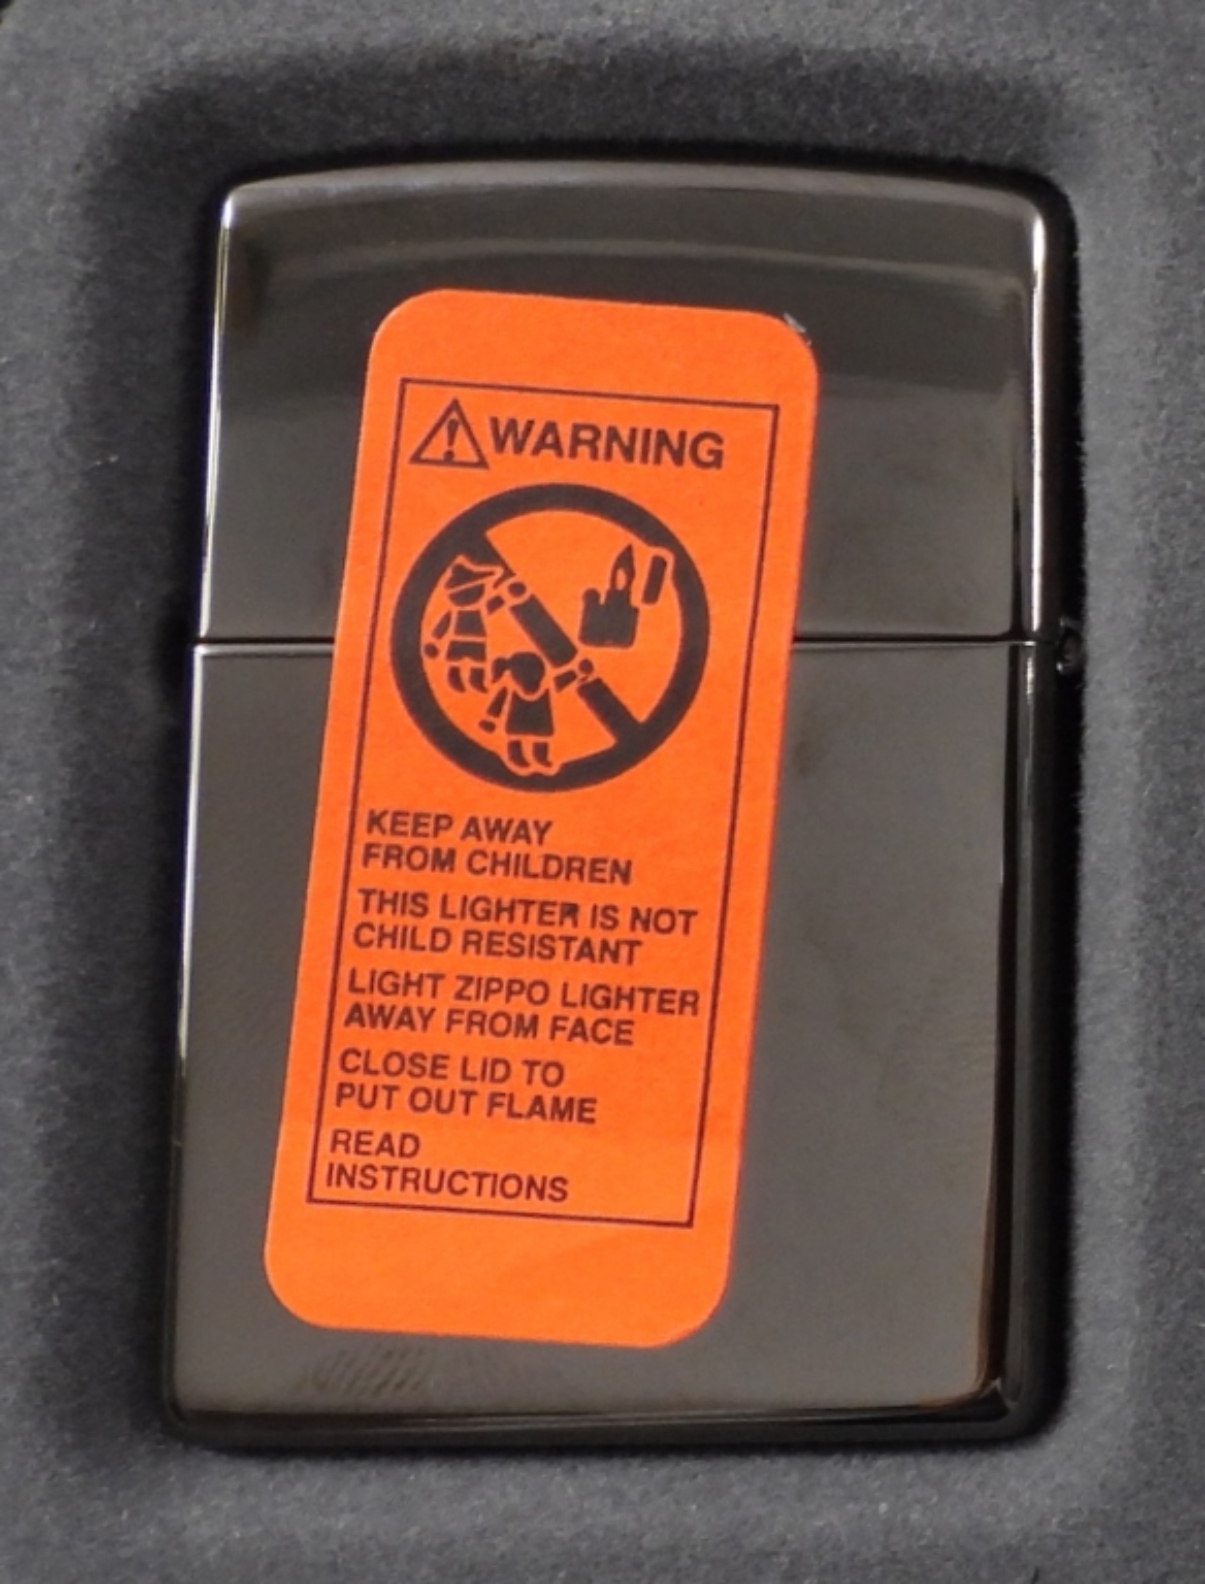 WARNING
KEEP AWAY
FROM CHILDREN
THIS LIGHTER IS NOT
CHILD RESISTANT
LIGHT ZIPPO LIGHTER
AWAY FROM FACE
CLOSE LID TO
PUT OUT FLAME
READ
INSTRUCTIONS